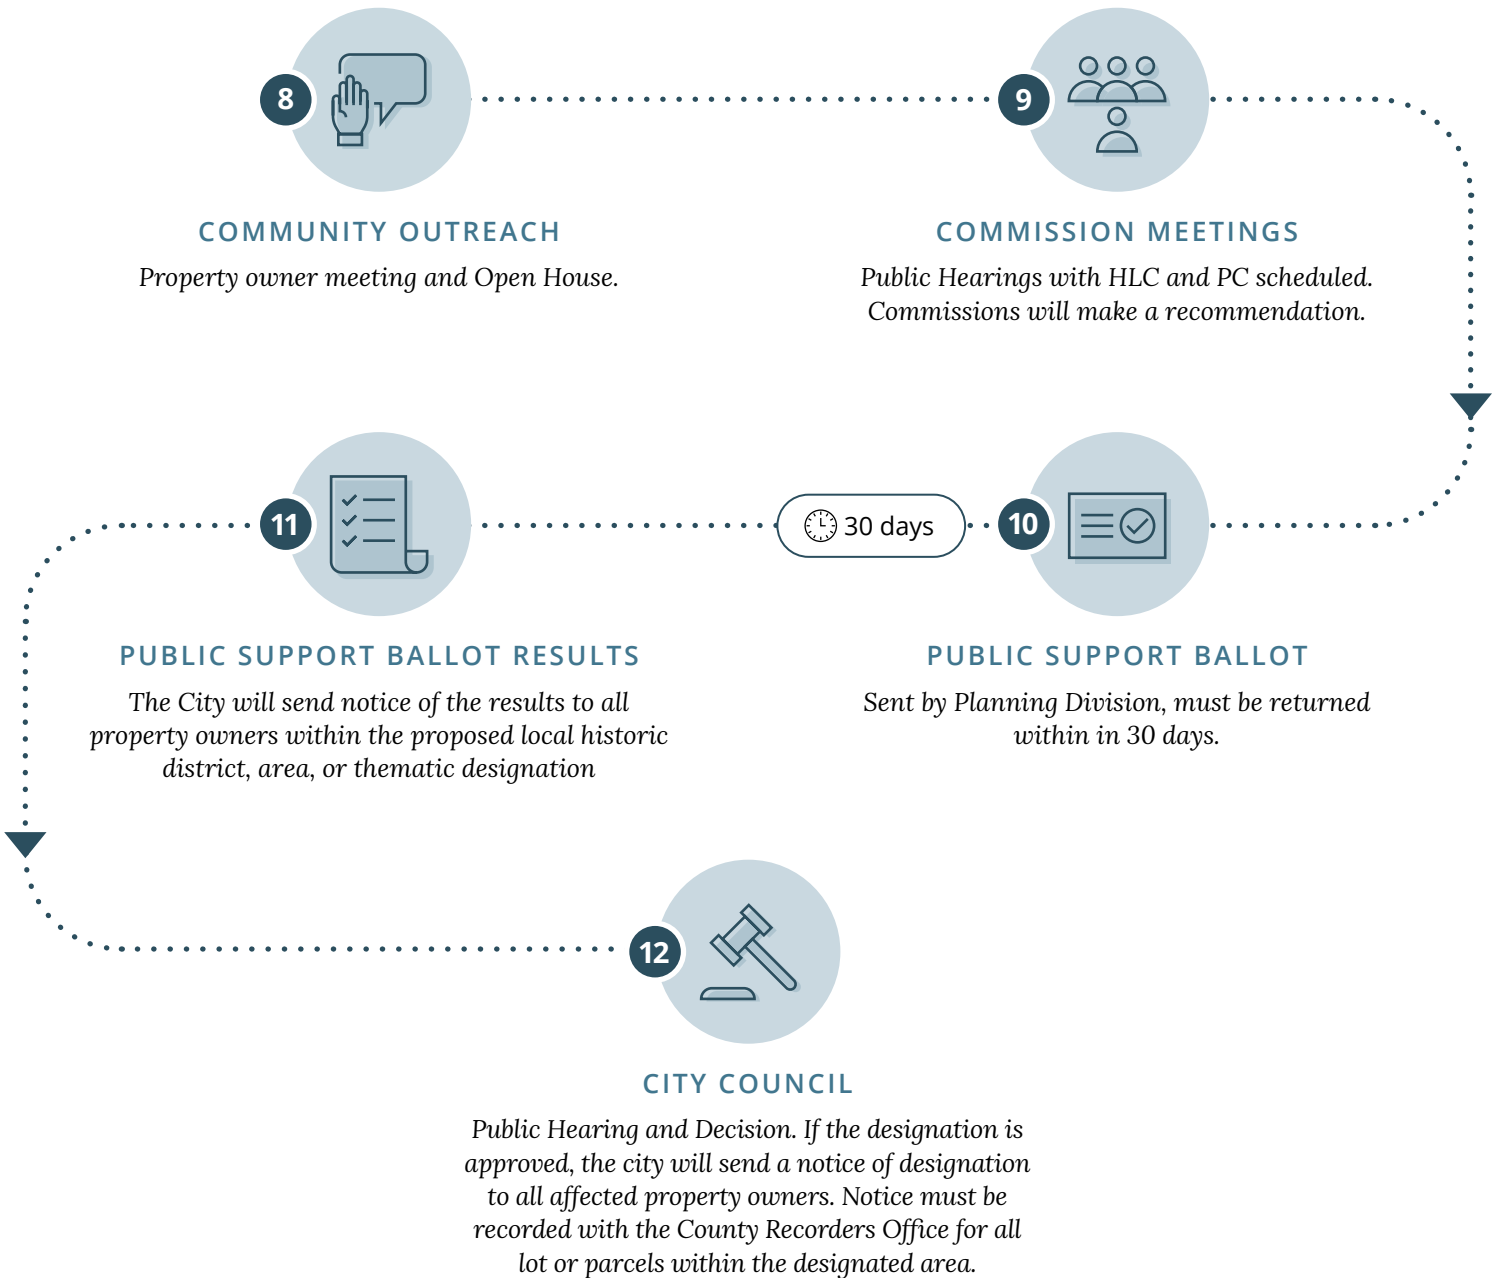 8
COMMUNITY OUTREACH
Property owner meeting and Open House.
9
COMMISSION MEETINGS
Public Hearings with HLC and PC scheduled.
Commissions will make a recommendation.
30 days
10
PUBLIC SUPPORT BALLOT
Sent by Planning Division, must be returned
within in 30 days.
11
PUBLIC SUPPORT BALLOT RESULTS
The City will send notice of the results to all
property owners within the proposed local historic
district, area, or thematic designation
12
CITY COUNCIL
Public Hearing and Decision. If the designation is
approved, the city will send a notice of designation
to all affected property owners. Notice must be
recorded with the County Recorders Office for all
lot or parcels within the designated area.